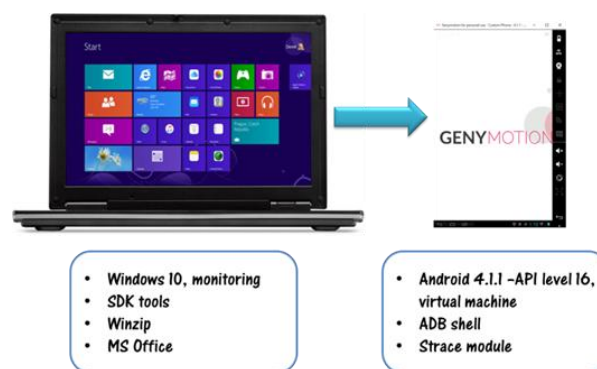 Start
GENYMOTION
Windows 10, monitoring
SDK tools
Winzip
MS Office
Android 4.1.1 –API level 16,
virtual machine
ADB shell
Strace module